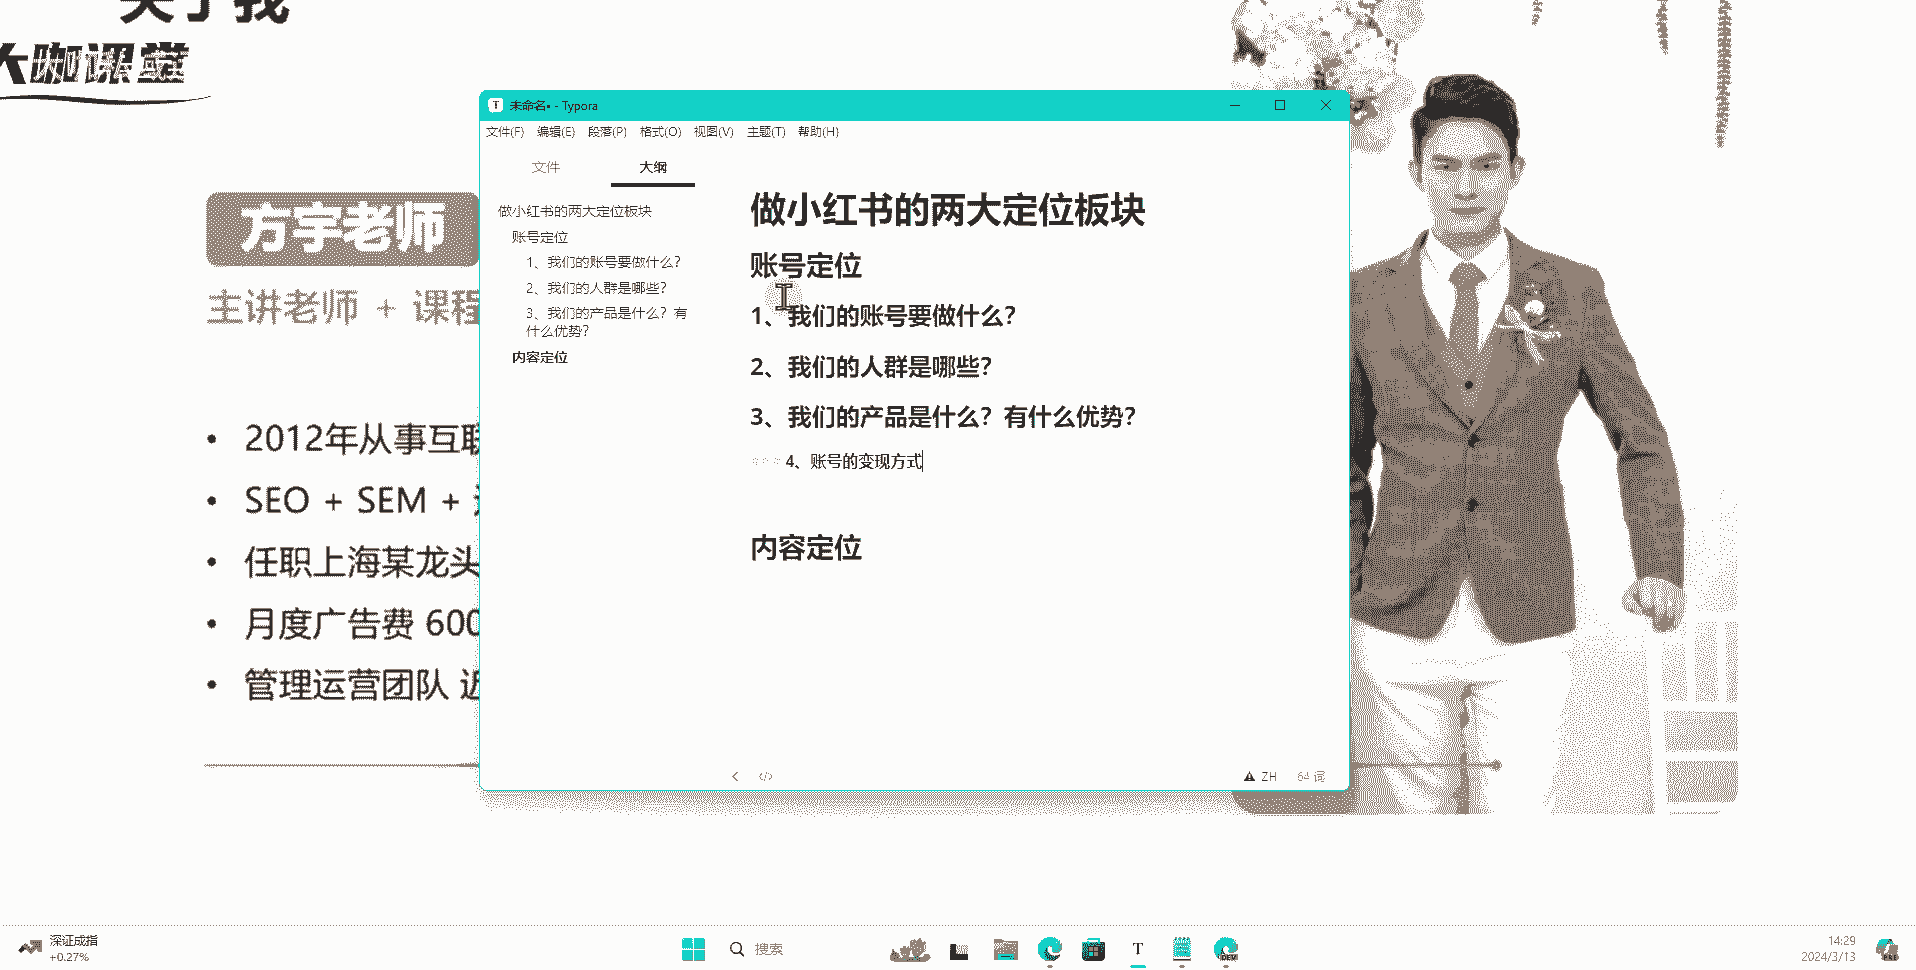 关于我
大咖课堂
方宇老师
主讲老师 + 课程
2012年从事互联
SEO + SEM +
任职上海某龙头
月度广告费 600
管理运营团队 近
未命名• - Typora
文件(F) 编辑(E) 段落(P) 格式(O) 视图(V) 主题(T) 帮助(H)
文件 大纲
做小红书的两大定位板块
账号定位
1、我们的账号要做什么?
2、我们的人群是哪些?
3、我们的产品是什么? 有
什么优势?
内容定位
做小红书的两大定位板块
账号定位
1、我们的账号要做什么?
2、我们的人群是哪些?
3、我们的产品是什么? 有什么优势?
4、账号的变现方式
内容定位
</> ZH 64 词
深证成指
+0.27%
搜索
14:29
2024/3/13